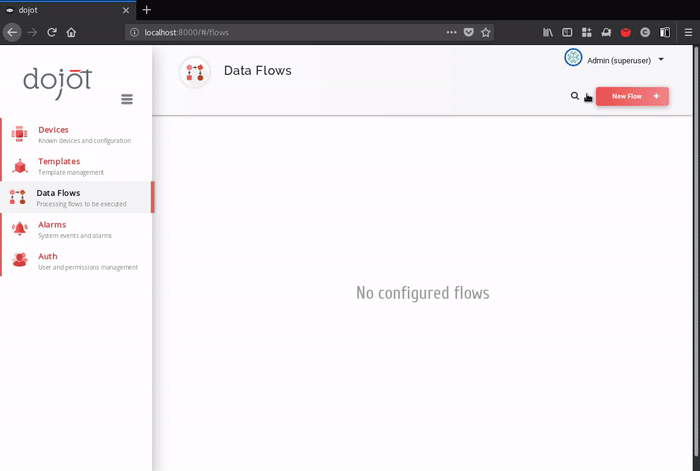 dojot
localhost:8000/#/flows
dojot
Data Flows
Admin (superuser)
New Flow +
Devices
Known devices and configuration
Templates
Template management
Data Flows
Processing flows to be executed
Alarms
System events and alarms
Auth
User and permissions management
No configured flows